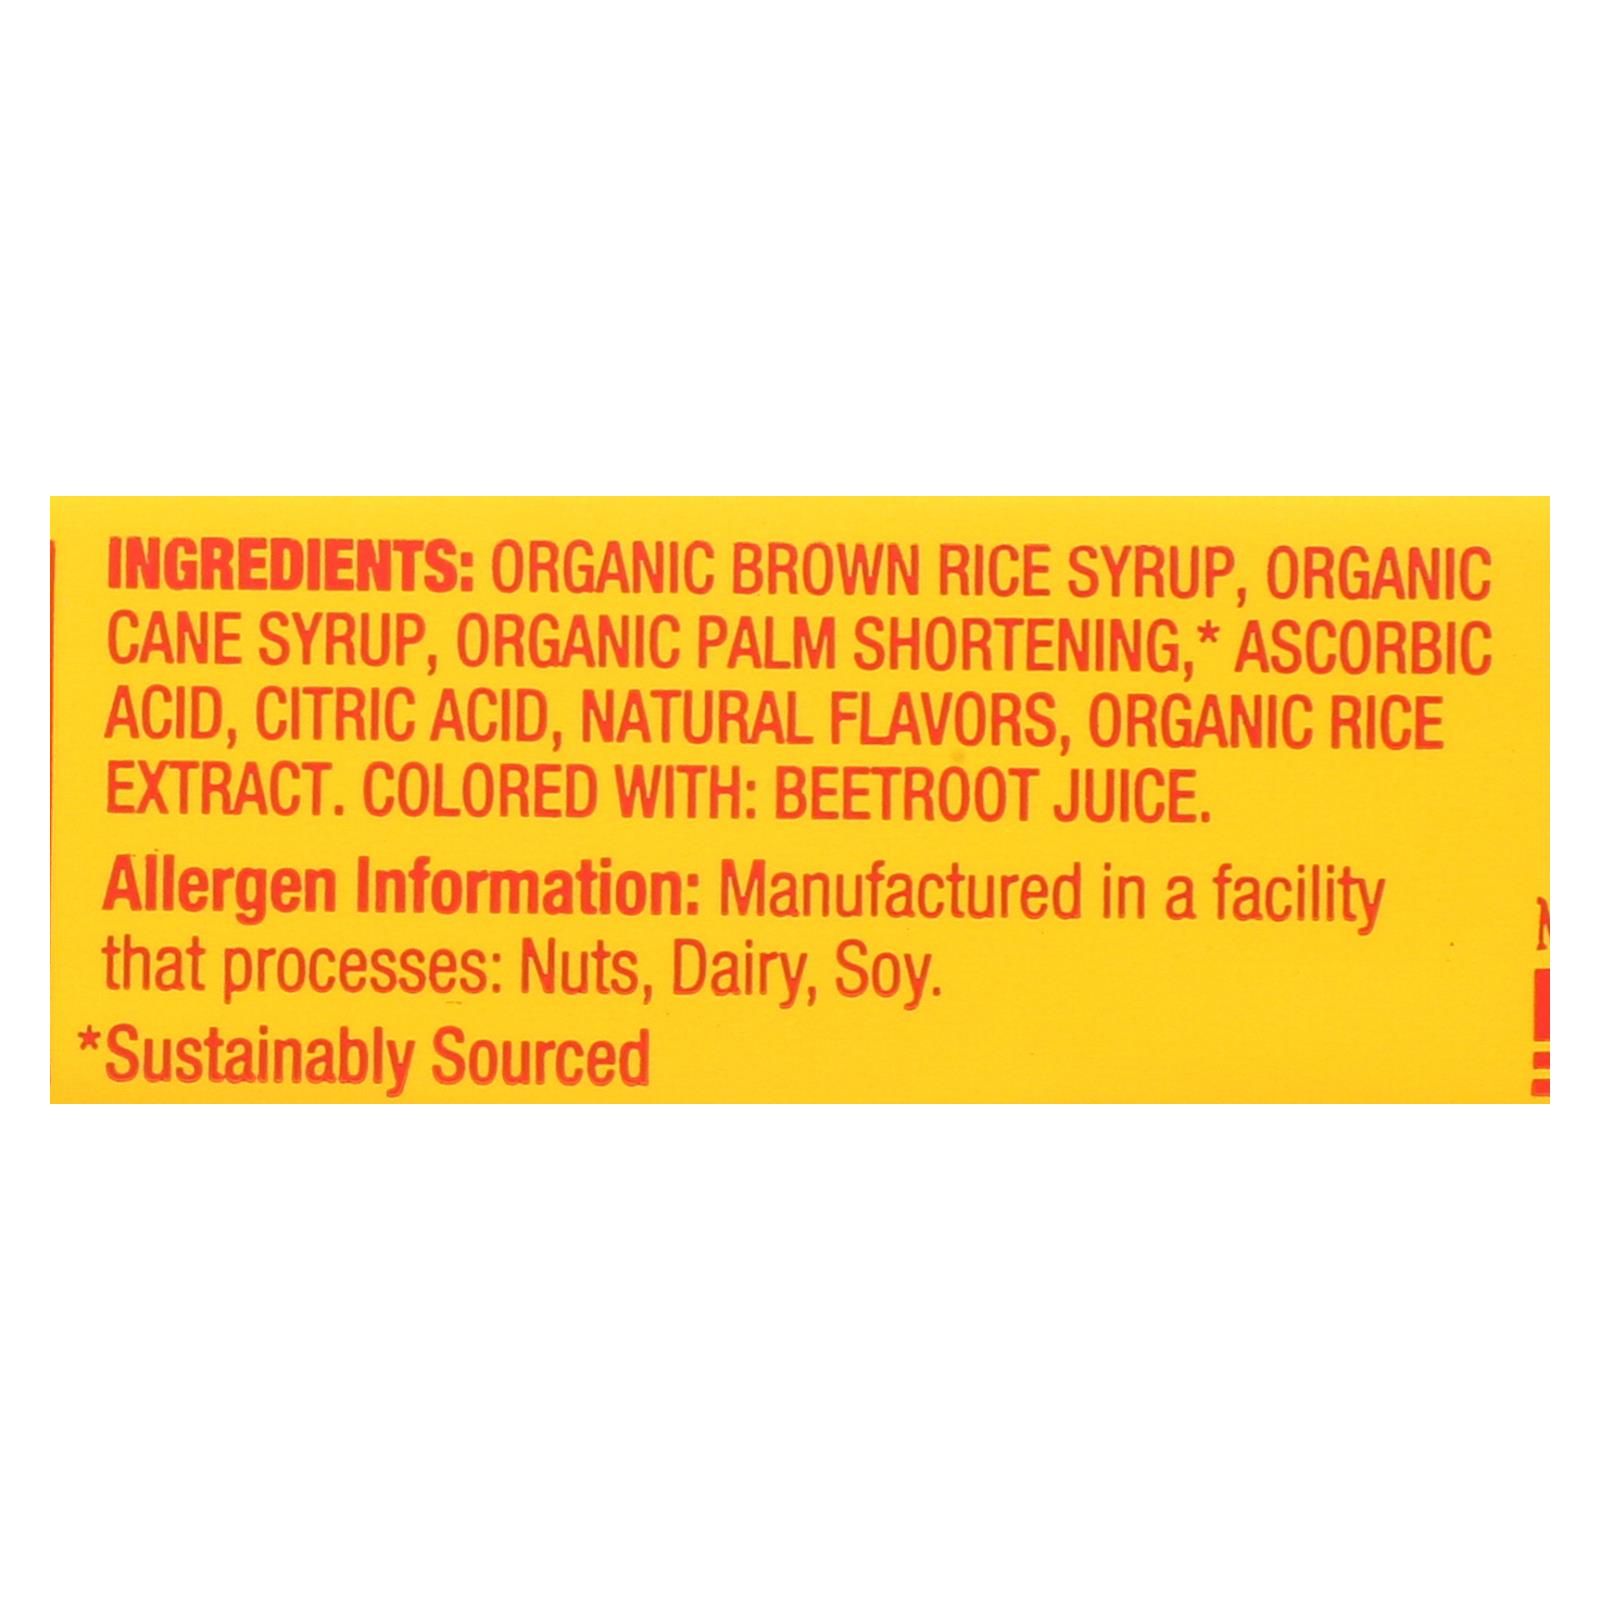 INGREDIENTS: ORGANIC BROWN RICE SYRUP, ORGANIC
CANE SYRUP, ORGANIC PALM SHORTENING,* ASCORBIC
ACID, CITRIC ACID, NATURAL FLAVORS, ORGANIC RICE
EXTRACT. COLORED WITH: BEETROOT JUICE.
Allergen Information: Manufactured in a facility
that processes: Nuts, Dairy, Soy.
*Sustainably Sourced